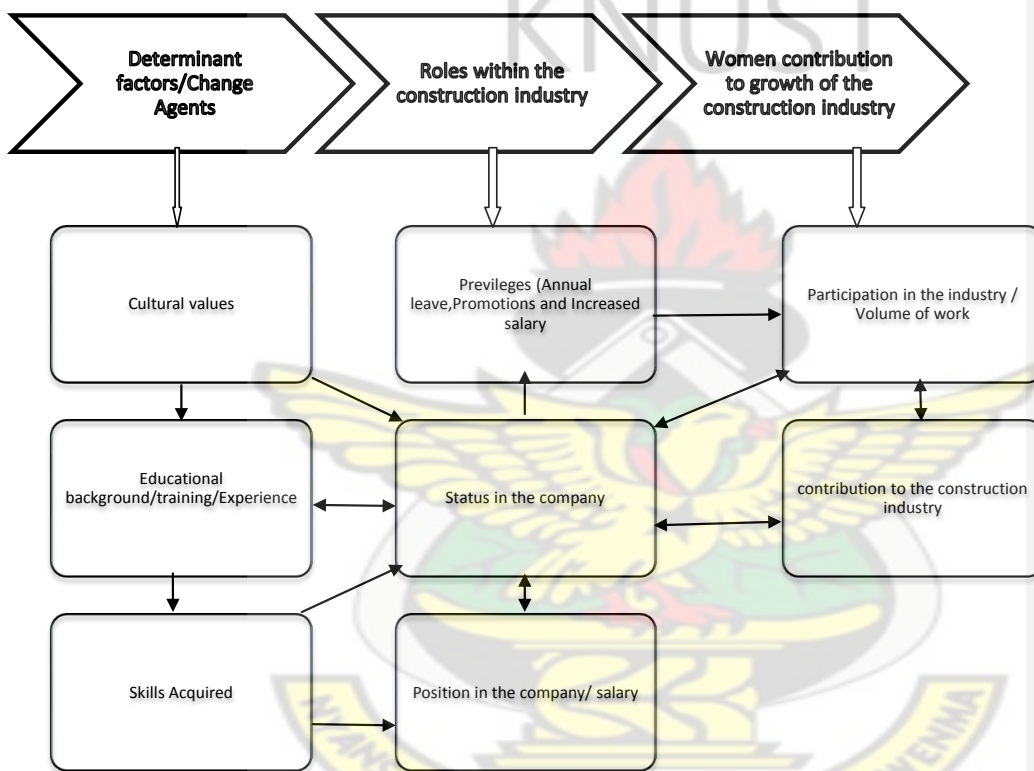 KNUST
Determinant
factors/Change
Agents
Roles within the
construction industry
Women contribution
to growth of the
construction industry
Cultural values
Previleges (Annual
leave,Promotions and Increased
salary
Participation in the industry /
Volume of work
Educational
background/training/Experience
Status in the company
contribution to the construction
industry
Skills Acquired
Position in the company/ salary